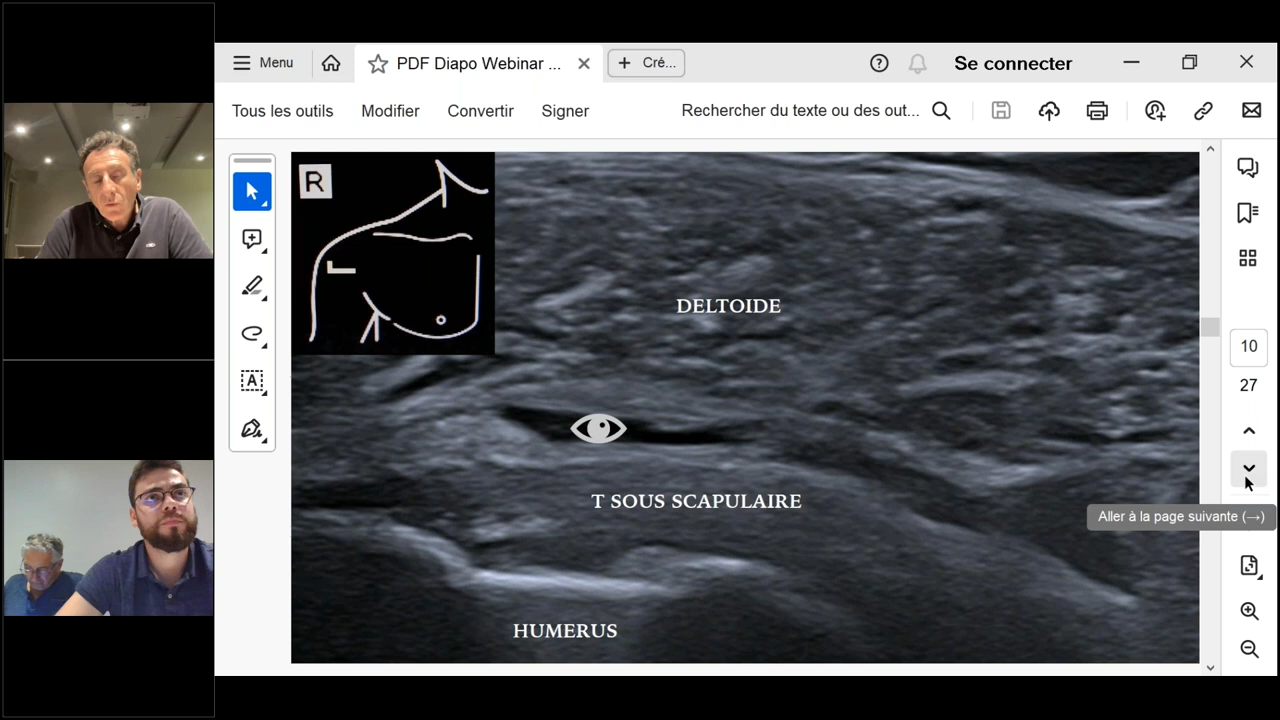 Menu
PDF Diapo Webinar ...
Cré...
Se connecter
Tous les outils
Modifier
Convertir
Signer
Rechercher du texte ou des out...
R
DELTOIDE
T SOUS SCAPULAIRE
HUMERUS
10
27
Aller à la page suivante (→)
A